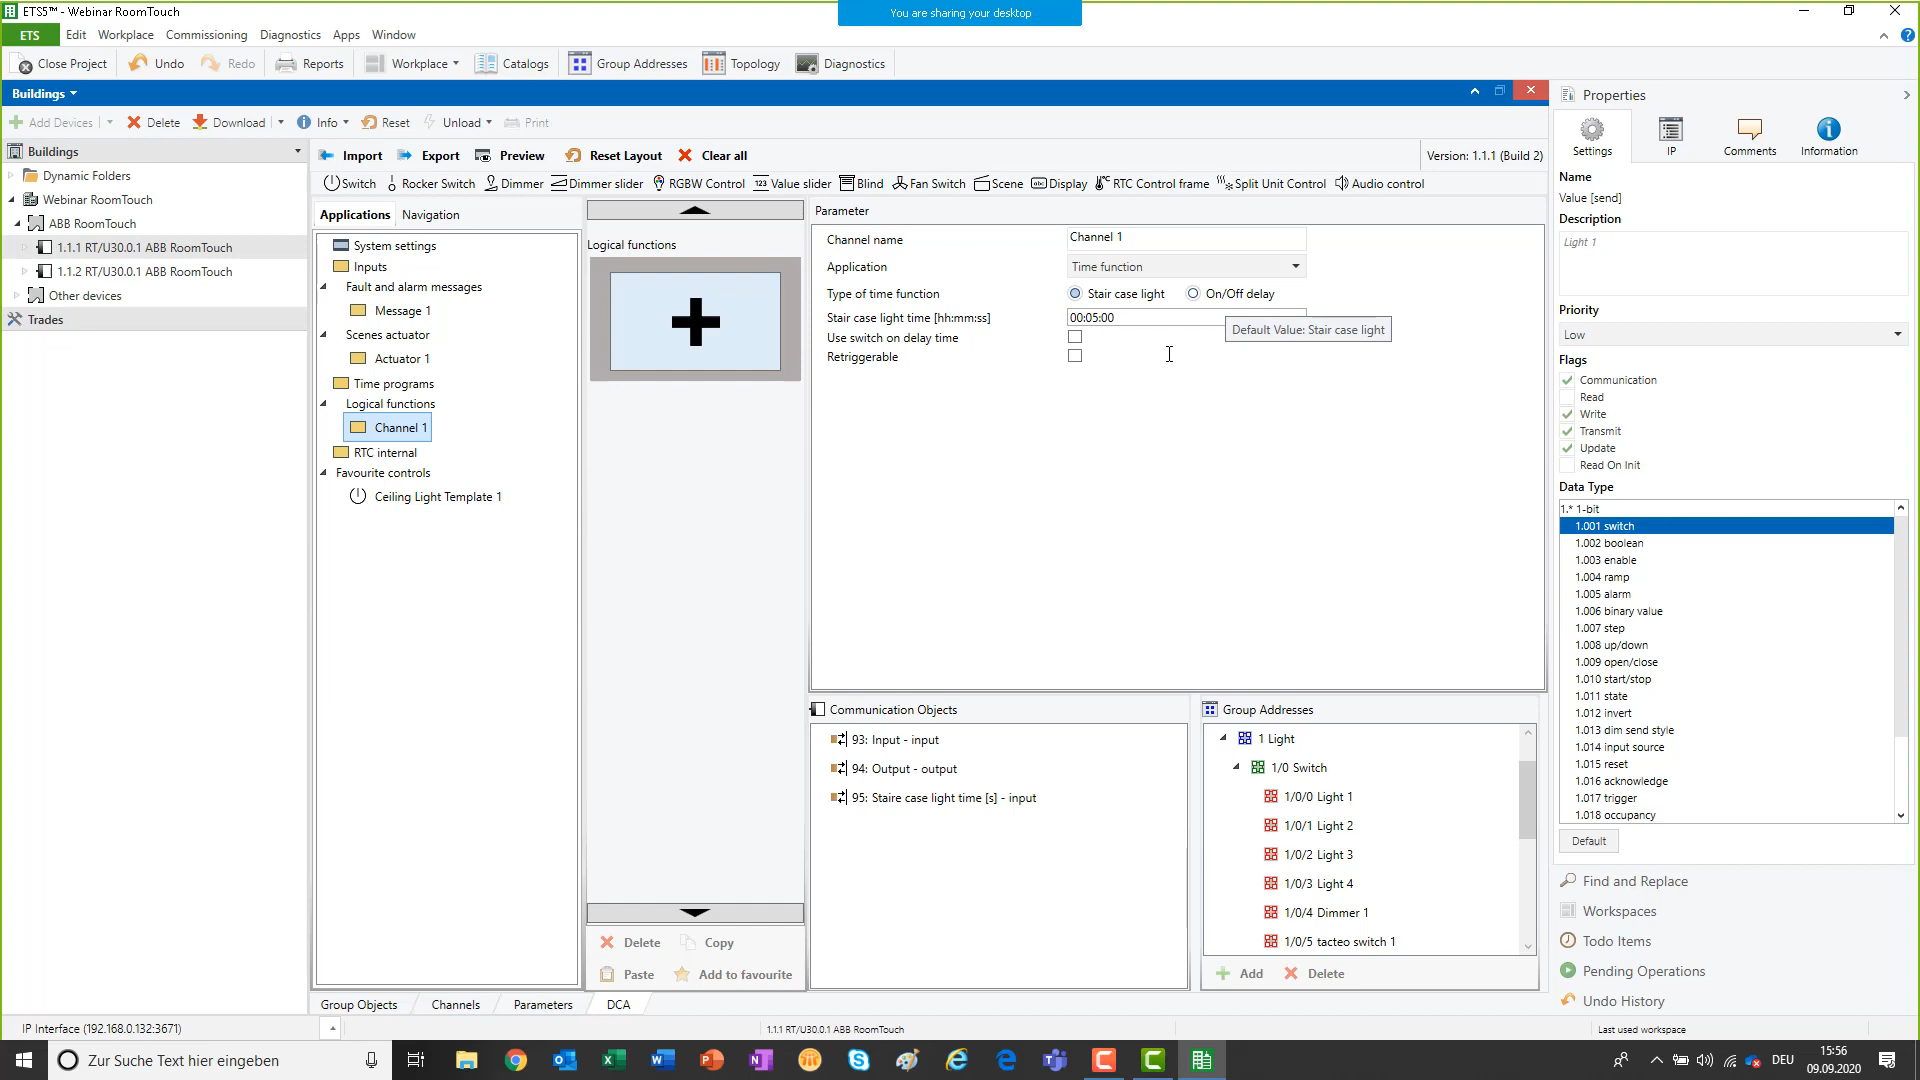 ETS5™ - Webinar RoomTouch
You are sharing your desktop
ETS Edit Workplace Commissioning Diagnostics Apps Window
Close Project Undo Redo Reports Workplace Catalogs Group Addresses Topology Diagnostics
Buildings
Add Devices Delete Download Info Reset Unload Print
Buildings
Dynamic Folders
Webinar RoomTouch
ABB RoomTouch
1.1.1 RT/U30.0.1 ABB RoomTouch
1.1.2 RT/U30.0.1 ABB RoomTouch
Other devices
Trades
Import Export Preview Reset Layout Clear all
Version: 1.1.1 (Build 2)
Switch Rocker Switch Dimmer Dimmer slider RGBW Control 123 Value slider Blind Fan Switch Scene Display RTC Control frame Split Unit Control Audio control
Applications Navigation
System settings
Inputs
Fault and alarm messages
Message 1
Scenes actuator
Actuator 1
Time programs
Logical functions
Channel 1
RTC internal
Favourite controls
Ceiling Light Template 1
Logical functions
Delete Copy
Paste Add to favourite
Parameter
Channel name Channel 1
Application Time function
Type of time function Stair case light On/Off delay
Stair case light time [hh:mm:ss] 00:05:00
Default Value: Stair case light
Use switch on delay time
Retriggerable
Communication Objects
93: Input - input
94: Output - output
95: Staire case light time [s] - input
Group Addresses
1 Light
1/0 Switch
1/0/0 Light 1
1/0/1 Light 2
1/0/2 Light 3
1/0/3 Light 4
1/0/4 Dimmer 1
1/0/5 tacteo switch 1
Add Delete
Group Objects Channels Parameters DCA
Properties
Settings IP Comments Information
Name
Value [send]
Description
Light 1
Priority
Low
Flags
Communication
Read
Write
Transmit
Update
Read On Init
Data Type
1.* 1-bit
1.001 switch
1.002 boolean
1.003 enable
1.004 ramp
1.005 alarm
1.006 binary value
1.007 step
1.008 up/down
1.009 open/close
1.010 start/stop
1.011 state
1.012 invert
1.013 dim send style
1.014 input source
1.015 reset
1.016 acknowledge
1.017 trigger
1.018 occupancy
Default
Find and Replace
Workspaces
Todo Items
Pending Operations
Undo History
IP Interface (192.168.0.132:3671)
1.1.1 RT/U30.0.1 ABB RoomTouch
Last used workspace
Zur Suche Text hier eingeben
DEU
15:56
09.09.2020